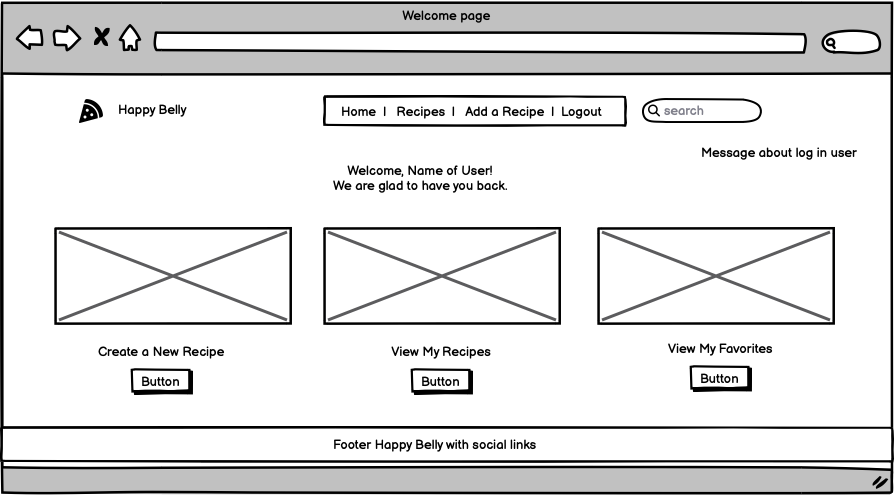 Welcome page
Happy Belly
Home | Recipes | Add a Recipe | Logout
search
Message about log in user
Welcome, Name of User!
We are glad to have you back.
Create a New Recipe
View My Recipes
View My Favorites
Button
Button
Button
Footer Happy Belly with social links